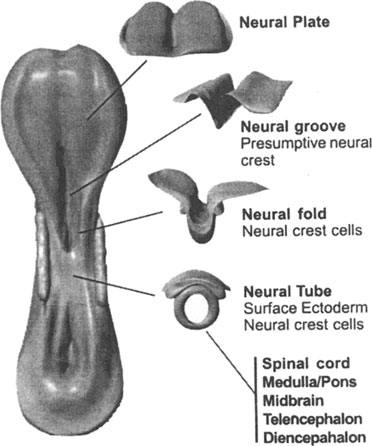 Neural Plate
Neural groove
Presumptive neural
crest
Neural fold
Neural crest cells
Neural Tube
Surface Ectoderm
Neural crest cells
Spinal cord
Medulla/Pons
Midbrain
Telencephalon
Diencepahalon